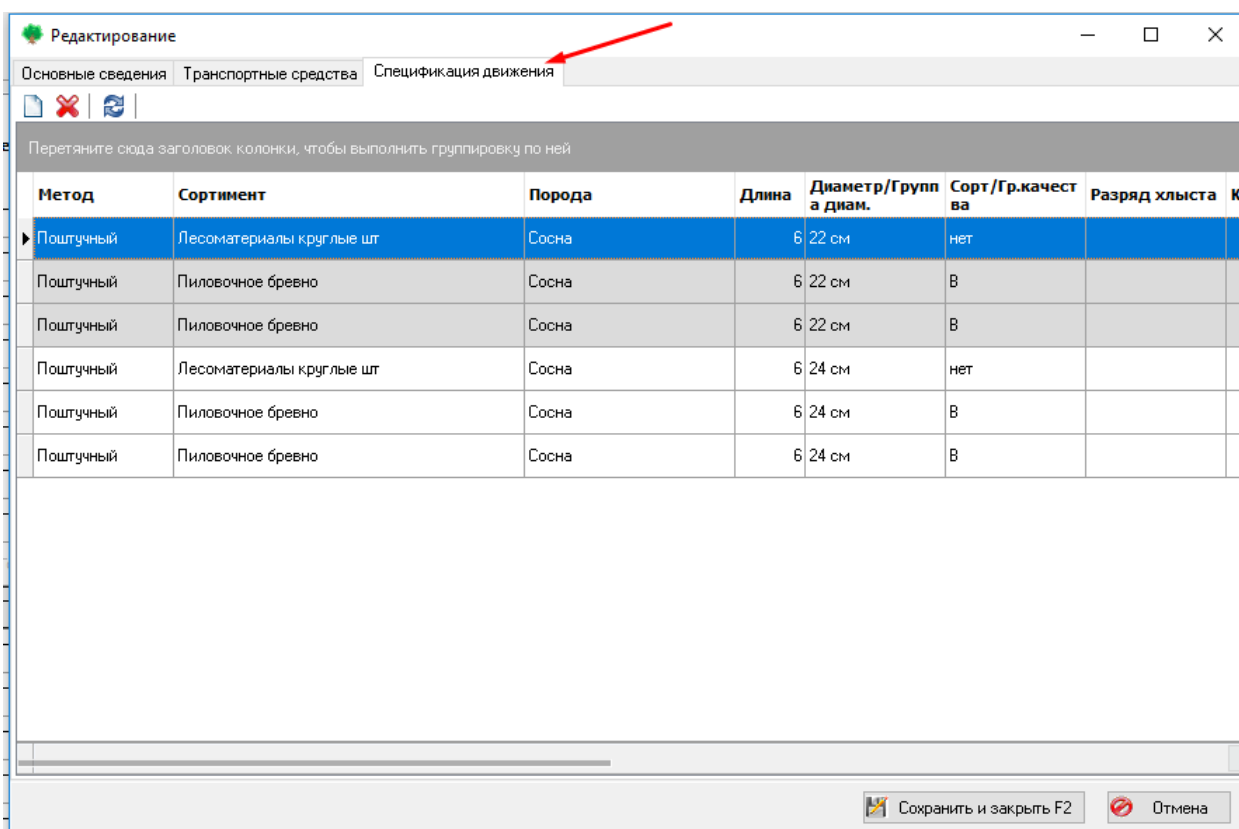 Редактирование
Основные сведения Транспортные средства Спецификация движения
Перетяните сюда заголовок колонки, чтобы выполнить группировку по ней
Метод Сортимент Порода Длина Диаметр/Групп Сорт/Гр.качест Разряд хлыста К
а диам. ва
Поштучный Лесоматериалы круглые шт Сосна 6 22 см нет
Поштучный Пиловочное бревно Сосна 6 22 см В
Поштучный Пиловочное бревно Сосна 6 22 см В
Поштучный Лесоматериалы круглые шт Сосна 6 24 см нет
Поштучный Пиловочное бревно Сосна 6 24 см В
Поштучный Пиловочное бревно Сосна 6 24 см В
Сохранить и закрыть F2 Отмена